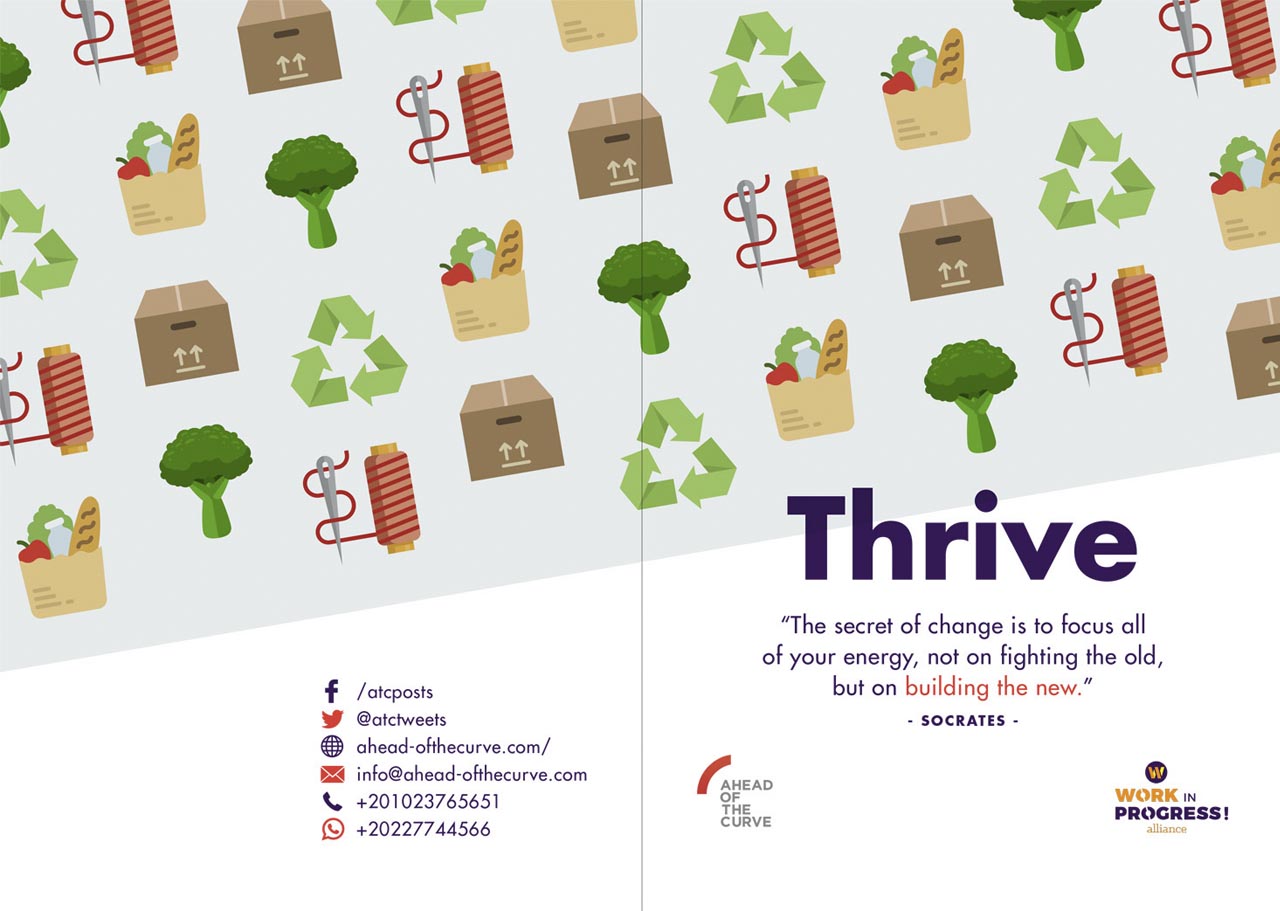 /atcposts
@atctweets
ahead-ofthecurve.com/
info@ahead-ofthecurve.com
+201023765651
+20227744566
Thrive
“The secret of change is to focus all
of your energy, not on fighting the old,
but on building the new.”
- SOCRATES -
AHEAD
OF
THE
CURVE
W
WORK IN
PROGRESS!
alliance